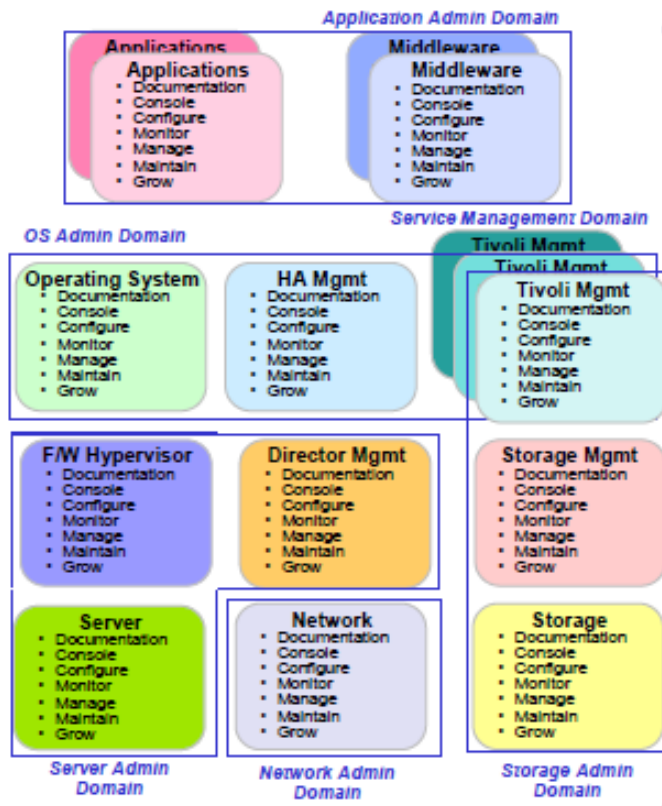 Application Admin Domain
Applications
Applications
Documentation
Console
Configure
Monitor
Manage
Maintain
Grow
Middleware
Middleware
Documentation
Console
Configure
Monitor
Manage
Maintain
Grow
OS Admin Domain
Service Management Domain
Operating System
Documentation
Console
Configure
Monitor
Manage
Maintain
Grow
HA Mgmt
Documentation
Console
Configure
Monitor
Manage
Maintain
Grow
Tivoli Mgmt
Tivoli Mgmt
Tivoli Mgmt
Documentation
Console
Configure
Monitor
Manage
Maintain
Grow
F/W Hypervisor
Documentation
Console
Configure
Monitor
Manage
Maintain
Grow
Director Mgmt
Documentation
Console
Configure
Monitor
Manage
Maintain
Grow
Storage Mgmt
Documentation
Console
Configure
Monitor
Manage
Maintain
Grow
Server
Documentation
Console
Configure
Monitor
Manage
Maintain
Grow
Network
Documentation
Console
Configure
Monitor
Manage
Maintain
Grow
Storage
Documentation
Console
Configure
Monitor
Manage
Maintain
Grow
Server Admin
Domain
Network Admin
Domain
Storage Admin
Domain